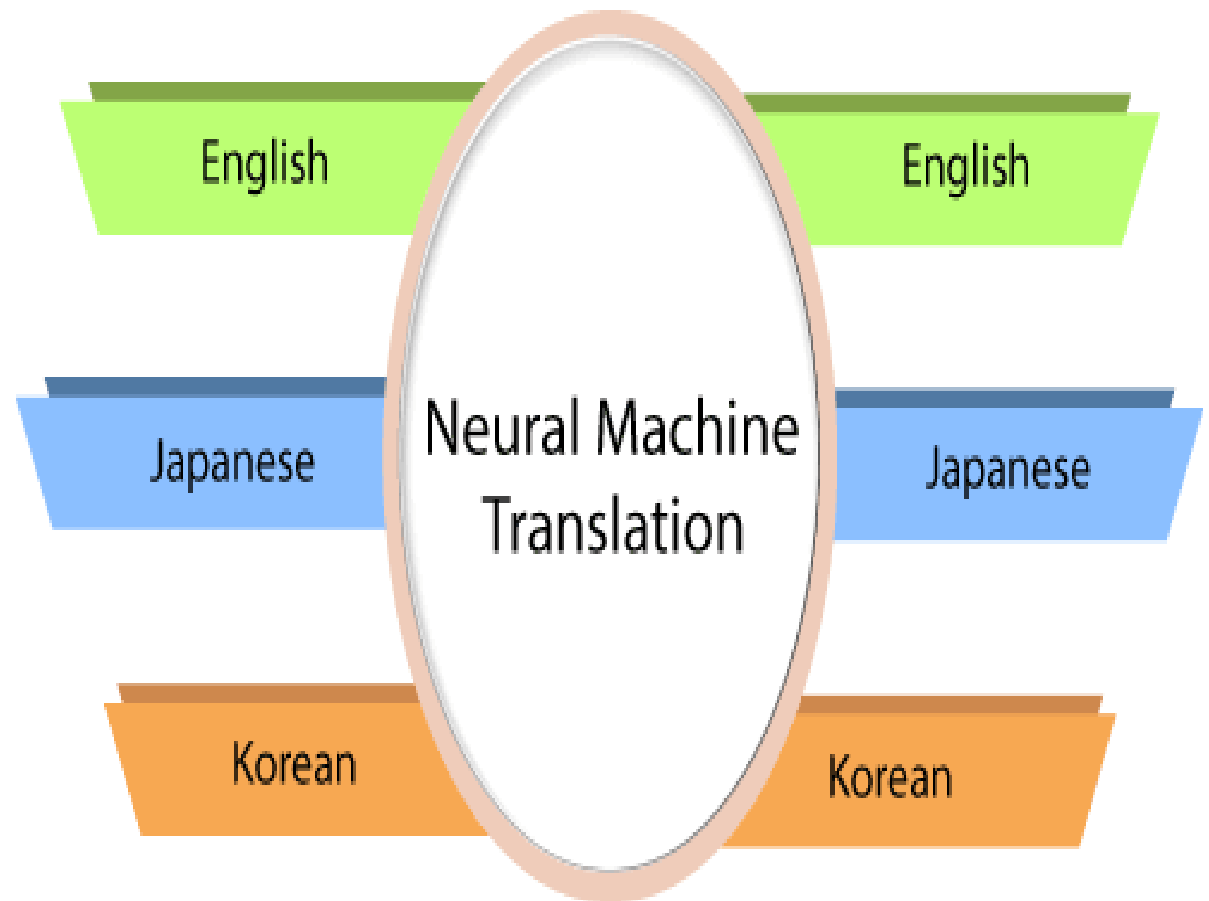 English
English
Japanese
Neural Machine
Translation
Japanese
Korean
Korean